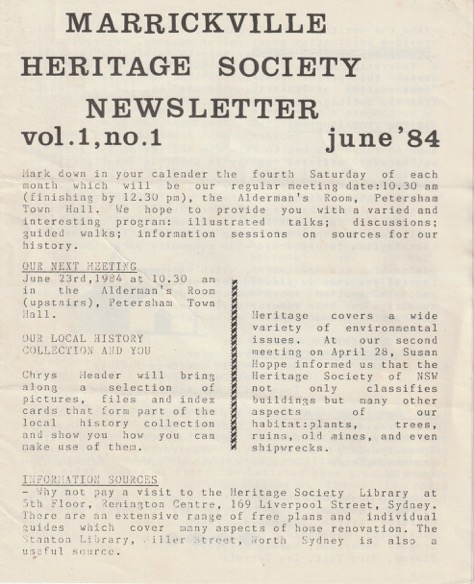 MARRICKVILLE
HERITAGE SOCIETY
NEWSLETTER
vol.1,no.1 june'84
Mark down in your calender the fourth Saturday of each
month which will be our regular meeting date:10.30 am
(finishing by 12.30 pm), the Alderman's Room, Petersham
Town Hall. We hope to provide you with a varied and
interesting program: illustrated talks; discussions;
guided walks; information sessions on sources for our
history.
OUR NEXT MEETING
June 23rd,1984 at 10.30 am
in the Alderman's Room
(upstairs), Petersham Town
Hall.
OUR LOCAL HISTORY
COLLECTION AND YOU
Chrys Meader will bring
along a selection of
pictures, files and index
cards that form part of the
local history collection
and show you how you can
make use of them.
Heritage covers a wide
variety of environmental
issues. At our second
meeting on April 28, Susan
Hoppe informed us that the
Heritage Society of NSW
not only classifies
buildings but many other
aspects of our
habitat:plants, trees,
ruins, old mines, and even
shipwrecks.
INFORMATION SOURCES
- Why not pay a visit to the Heritage Society Library at
5th Floor, Remington Centre, 169 Liverpool Street, Sydney.
There are an extensive range of free plans and individual
guides which cover many aspects of home renovation. The
Stanton Library, Miller Street, North Sydney is also a
useful source.